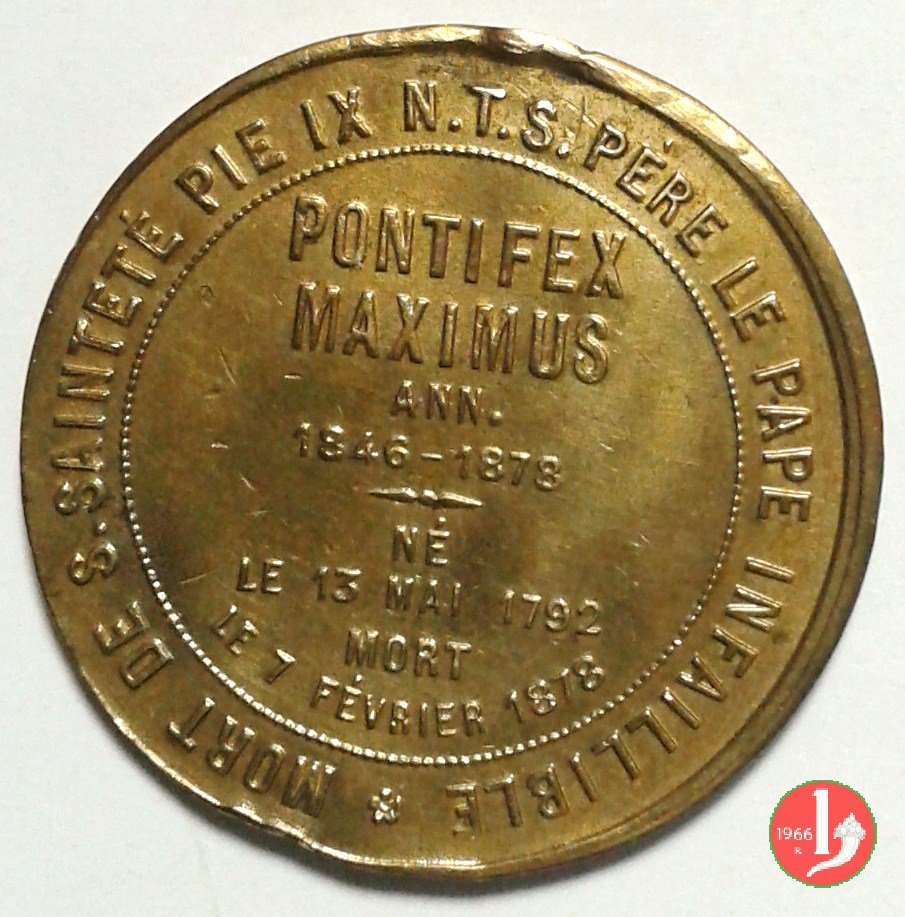 MORT DE S. SAINTETÉ PIE IX N.T.S. PÈRE LE PAPE INFAILLIBLE
PONTIFEX
MAXIMUS
ANN.
1846-1878
NÉ
LE 13 MAI 1792
MORT
LE 7 FÉVRIER 1878
1966
R
1